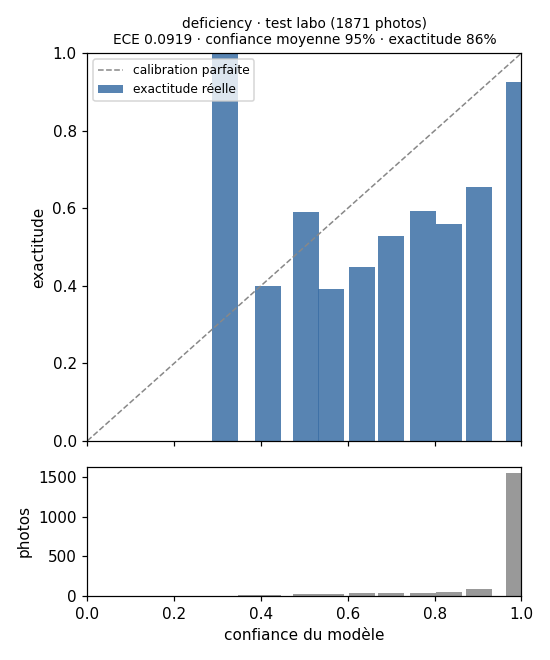 deficiency · test labo (1871 photos)
ECE 0.0919 · confiance moyenne 95% · exactitude 86%
calibration parfaite
exactitude réelle
exactitude
1.0
0.8
0.6
0.4
0.2
0.0
photos
1500
1000
500
0
0.0 0.2 0.4 0.6 0.8 1.0
confiance du modèle